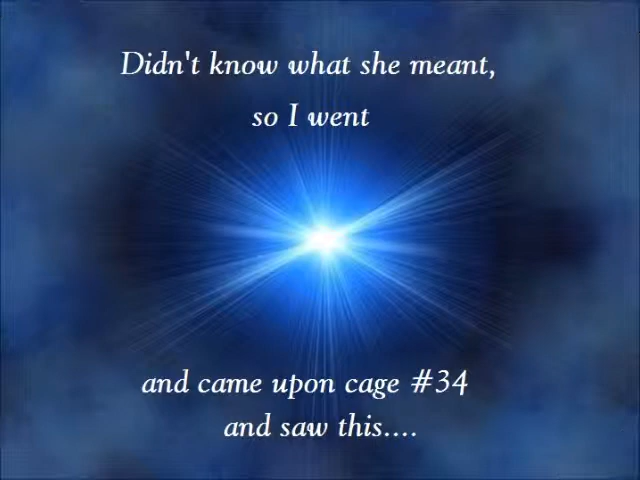 Didn't know what she meant,
so I went
and came upon cage #34
and saw this....